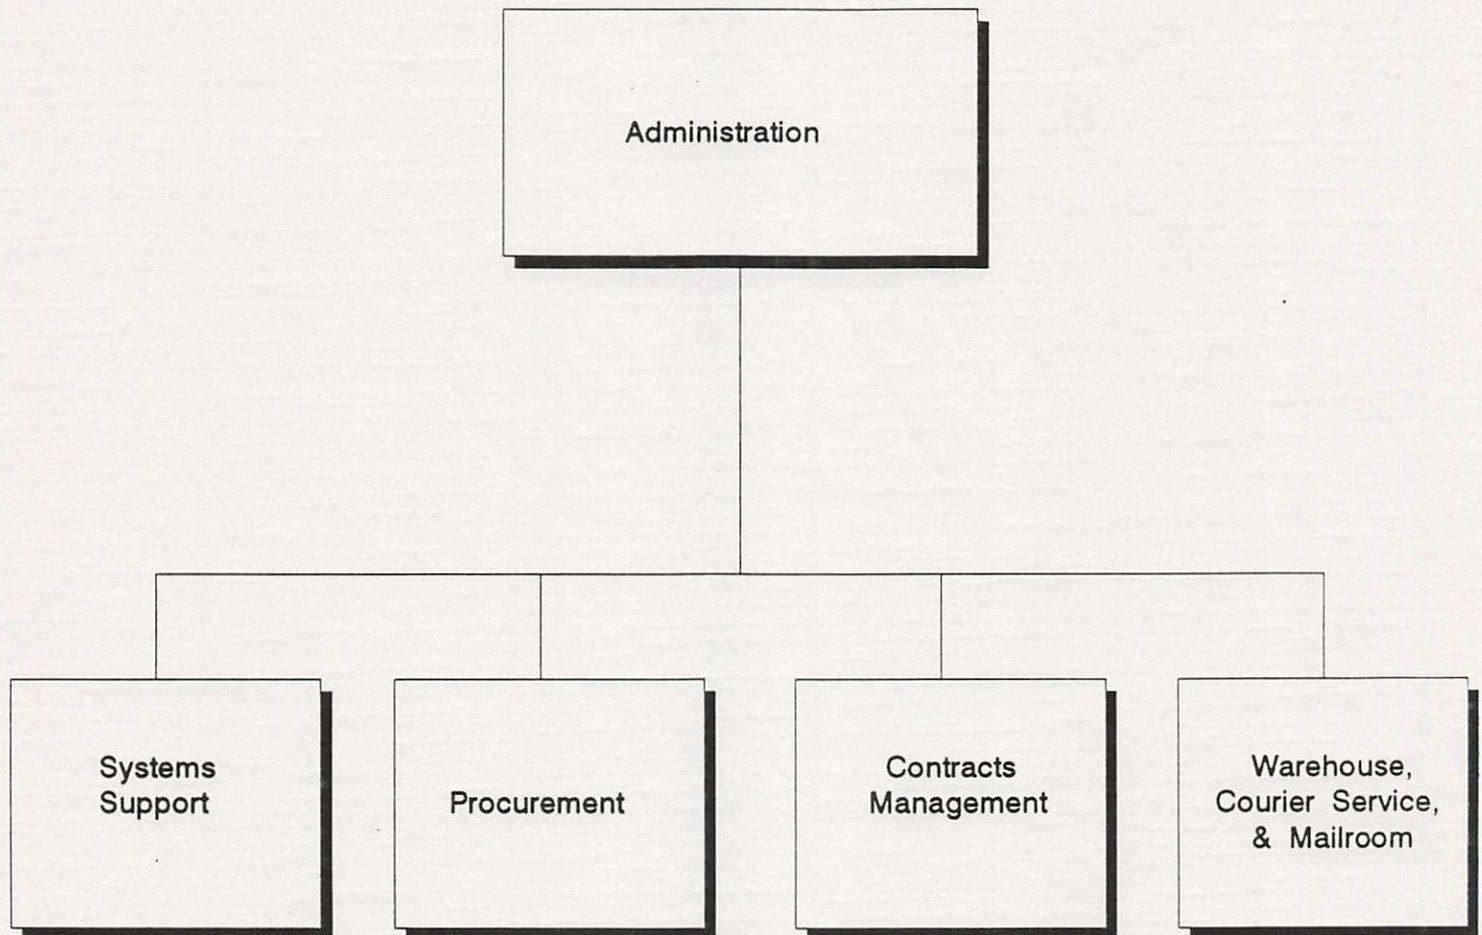 Administration
Systems
Support
Procurement
Contracts
Management
Warehouse,
Courier Service,
& Mailroom